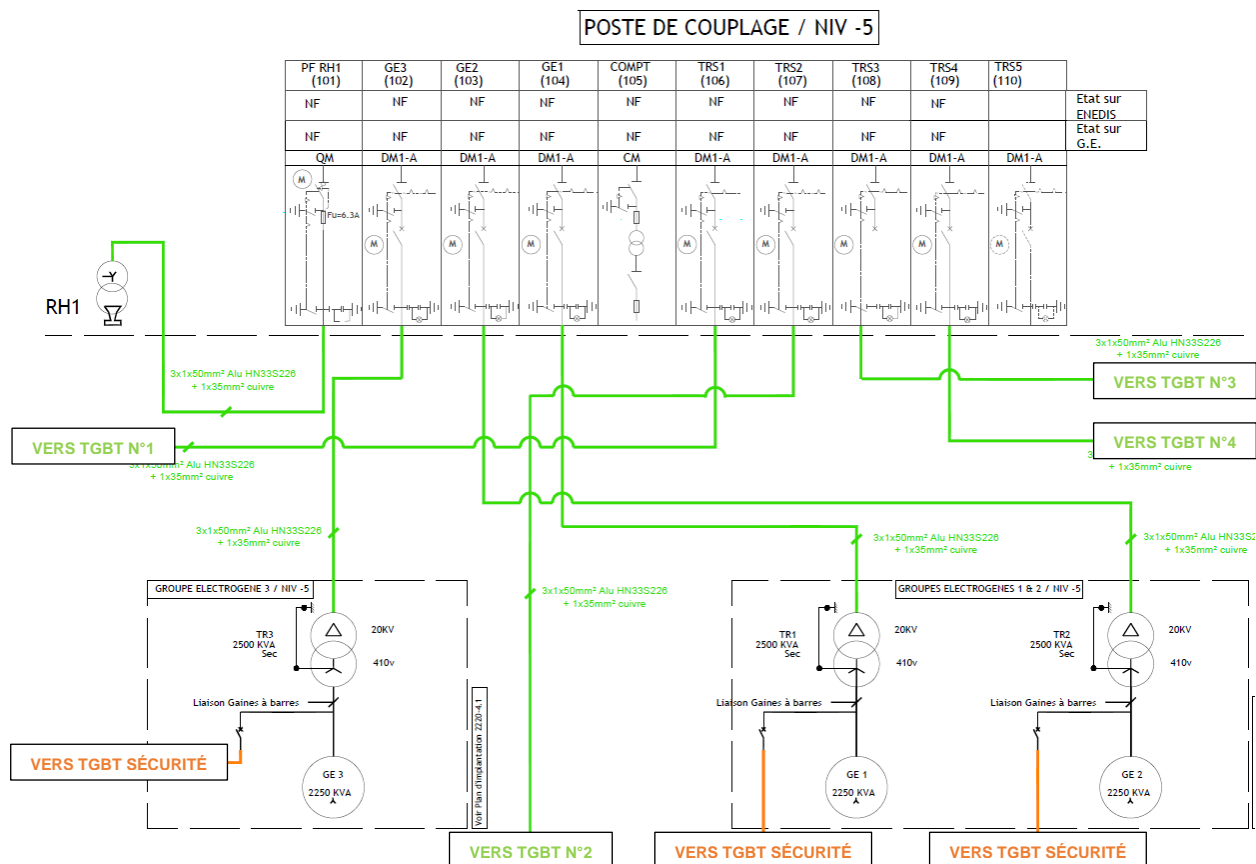 POSTE DE COUPLAGE / NIV -5
PF RH1 (101)
GE3 (102)
GE2 (103)
GE1 (104)
COMPT (105)
TRS1 (106)
TRS2 (107)
TRS3 (108)
TRS4 (109)
TRS5 (110)
NF NF NF NF NF NF NF NF NF
Etat sur
ENEDIS
NF NF NF NF NF NF NF NF NF
Etat sur
G.E.
QM DM1-A DM1-A DM1-A CM DM1-A DM1-A DM1-A DM1-A DM1-A
M
Fu=6.3A
M M M M M M M M
RH1
3x1x50mm² Alu HN33S226
+ 1x35mm² cuivre
3x1x50mm² Alu HN33S226
+ 1x35mm² cuivre
VERS TGBT N°3
VERS TGBT N°1
3x1x50mm² Alu HN33S226
+ 1x35mm² cuivre
VERS TGBT N°4
+ 1x35mm² cuivre
3x1x50mm² Alu HN33S226
+ 1x35mm² cuivre
3x1x50mm² Alu HN33S226
+ 1x35mm² cuivre
3x1x50mm² Alu HN33S2
+ 1x35mm² cuivre
3x1x50mm² Alu HN33S226
+ 1x35mm² cuivre
GROUPE ELECTROGENE 3 / NIV -5
TR3
2500 KVA
Sec
20KV
410v
Liaison Gaines à barres
GE 3
2250 KVA
VERS TGBT SÉCURITÉ
Voir Plan d'implantation 2220-4.1
VERS TGBT N°2
GROUPES ELECTROGENES 1 & 2 / NIV -5
TR1
2500 KVA
Sec
20KV
410v
Liaison Gaines à barres
GE 1
2250 KVA
VERS TGBT SÉCURITÉ
TR2
2500 KVA
Sec
20KV
410v
Liaison Gaines à barres
GE 2
2250 KVA
VERS TGBT SÉCURITÉ